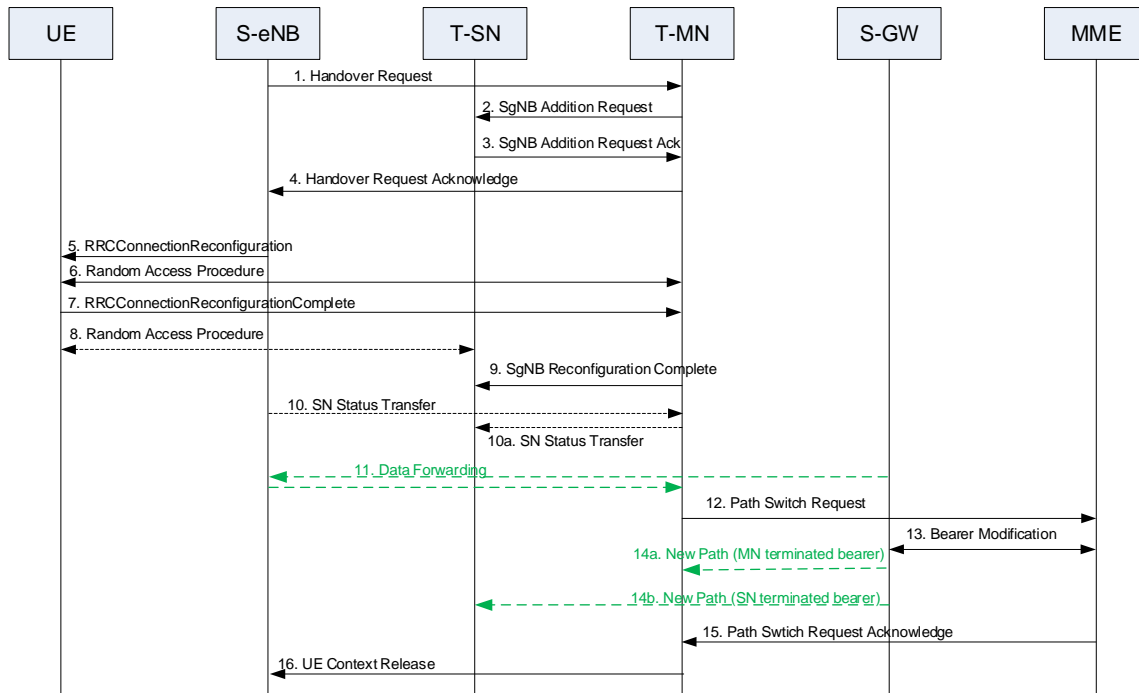 UE
S-eNB
T-SN
T-MN
S-GW
MME
1. Handover Request
2. SgNB Addition Request
3. SgNB Addition Request Ack
4. Handover Request Acknowledge
5. RRCConnectionReconfiguration
6. Random Access Procedure
7. RRCConnectionReconfigurationComplete
8. Random Access Procedure
9. SgNB Reconfiguration Complete
10. SN Status Transfer
10a. SN Status Transfer
11. Data Forwarding
12. Path Switch Request
13. Bearer Modification
14a. New Path (MN terminated bearer)
14b. New Path (SN terminated bearer)
15. Path Swtich Request Acknowledge
16. UE Context Release